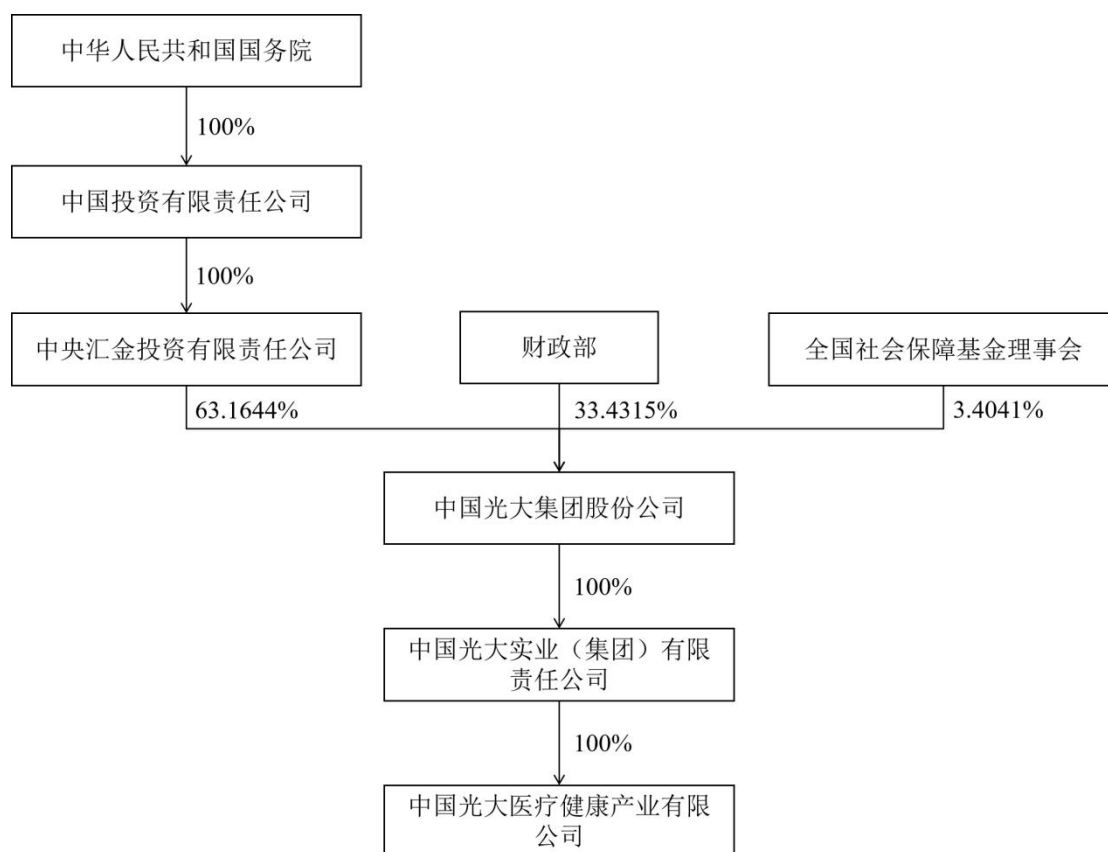 中华人民共和国国务院
100%
中国投资有限责任公司
100%
中央汇金投资有限责任公司
财政部
全国社会保障基金理事会
63.1644%
33.4315%
3.4041%
中国光大集团股份公司
100%
中国光大实业（集团）有限
责任公司
100%
中国光大医疗健康产业有限
公司